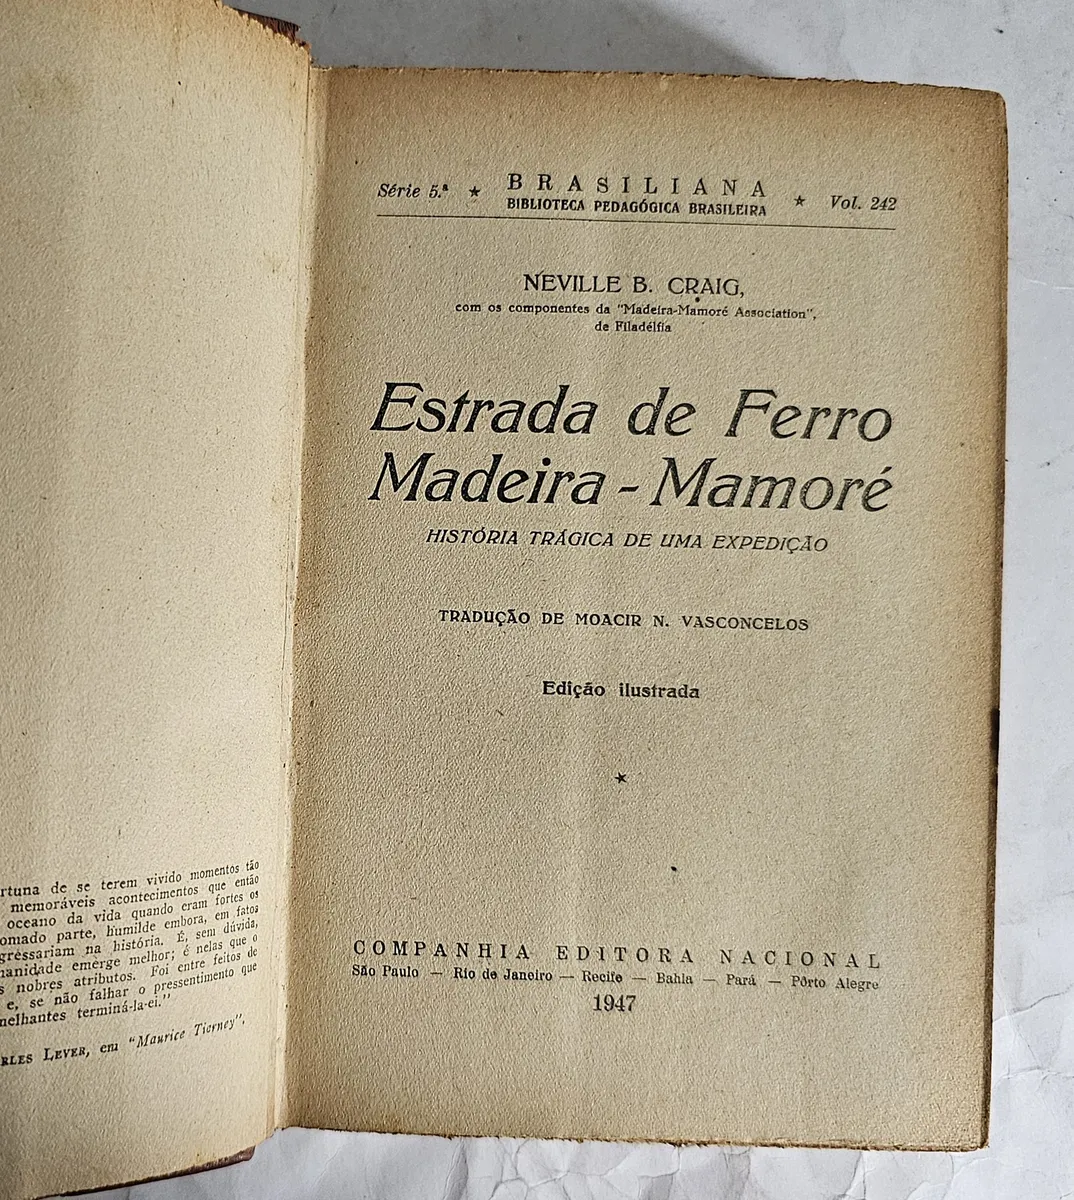 de se terem vivido momentos tão
memoráveis acontecimentos que então
oceano da vida quando eram fortes os
parte, humilde embora, em fatos
na história. É, sem dúvida,
emerge melhor; é nelas que o
nobres atributos. Foi entre feitos de
e, se não falhar o pressentimento que
terminá-la-ei."
LEVER, em "Maurice Tierney".
Série 5.ª ★ BRASILIANA ★ Vol. 242
BIBLIOTECA PEDAGÓGICA BRASILEIRA
NEVILLE B. CRAIG,
com os componentes da "Madeira-Mamoré Association",
de Filadélfia
Estrada de Ferro
Madeira - Mamoré
HISTÓRIA TRÁGICA DE UMA EXPEDIÇÃO
TRADUÇÃO DE MOACIR N. VASCONCELOS
Edição ilustrada
★
COMPANHIA EDITORA NACIONAL
São Paulo — Rio de Janeiro — Recife — Bahia — Pará — Pôrto Alegre
1947